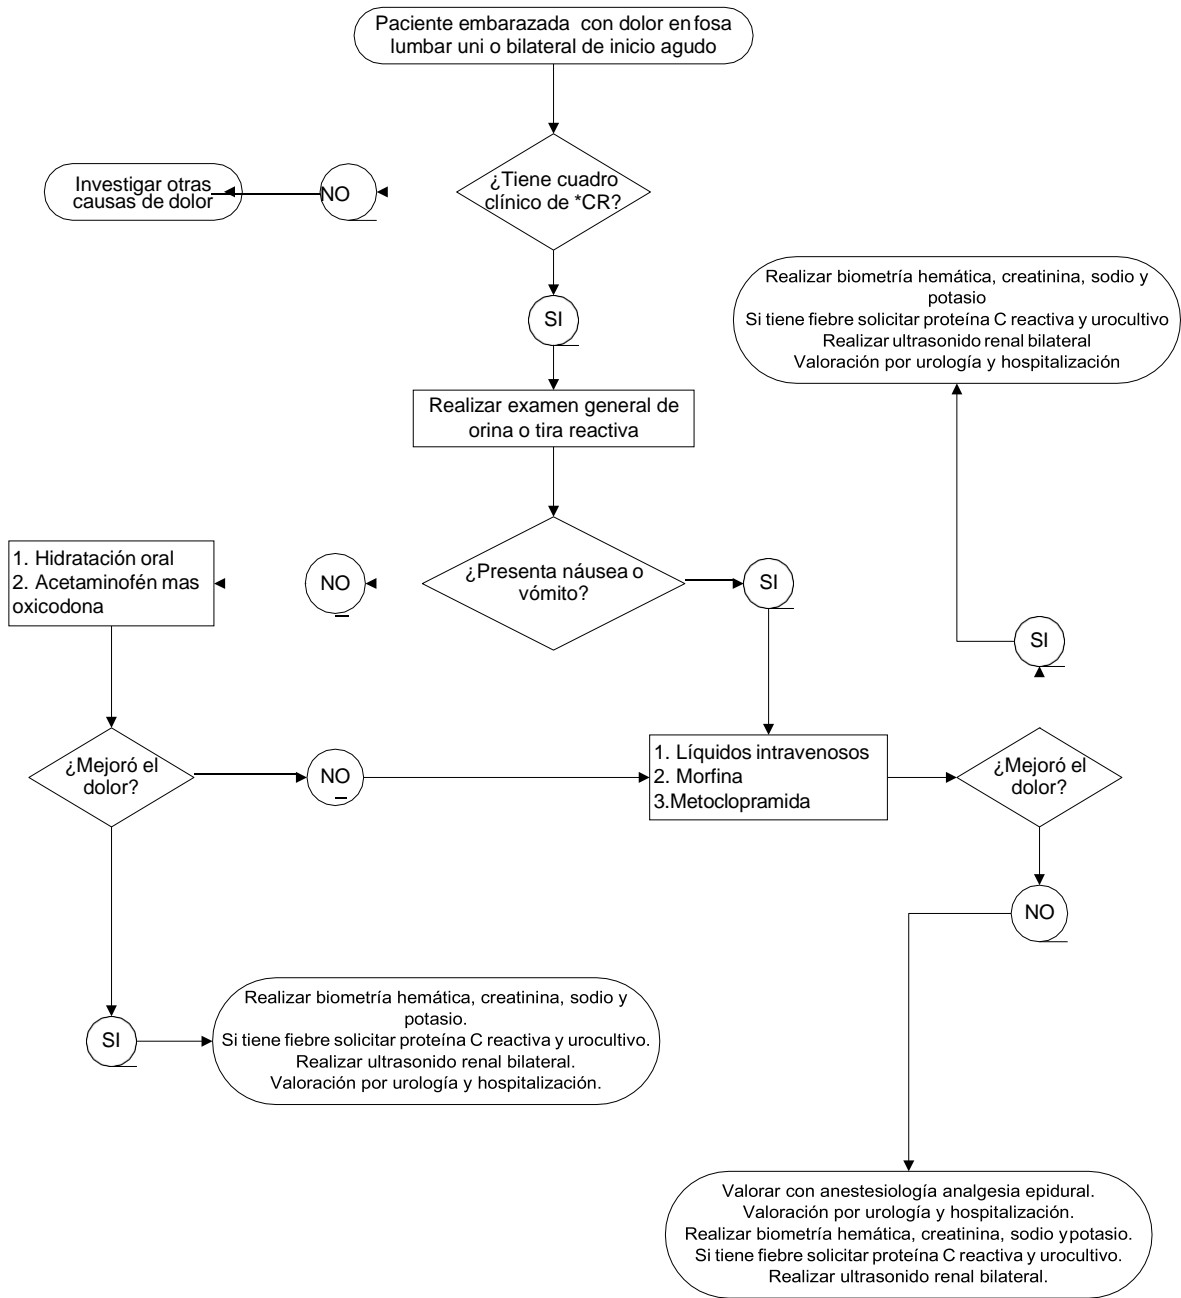 Paciente embarazada con dolor en fosa
lumbar uni o bilateral de inicio agudo
¿Tiene cuadro
clínico de *CR?
NO
Investigar otras
causas de dolor
SI
Realizar examen general de
orina o tira reactiva
¿Presenta náusea o
vómito?
NO
1. Hidratación oral
2. Acetaminofén mas
oxicodona
SI
¿Mejoró el
dolor?
NO
1. Líquidos intravenosos
2. Morfina
3.Metoclopramida
¿Mejoró el
dolor?
SI
Realizar biometría hemática, creatinina, sodio y
potasio
Si tiene fiebre solicitar proteína C reactiva y urocultivo
Realizar ultrasonido renal bilateral
Valoración por urología y hospitalización
NO
SI
Realizar biometría hemática, creatinina, sodio y
potasio.
Si tiene fiebre solicitar proteína C reactiva y urocultivo.
Realizar ultrasonido renal bilateral.
Valoración por urología y hospitalización.
Valorar con anestesiología analgesia epidural.
Valoración por urología y hospitalización.
Realizar biometría hemática, creatinina, sodio ypotasio.
Si tiene fiebre solicitar proteína C reactiva y urocultivo.
Realizar ultrasonido renal bilateral.